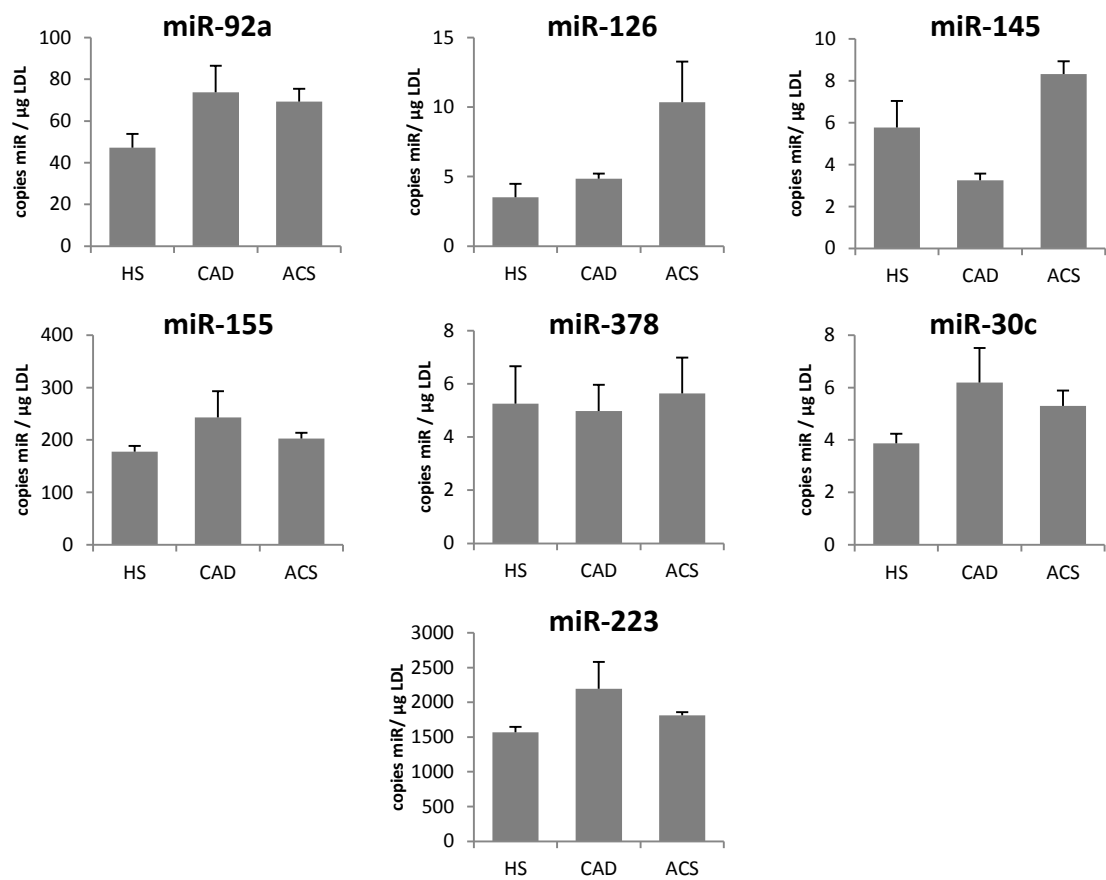 miR-92a
copies miR / µg LDL
100
80
60
40
20
0
HS CAD ACS
miR-126
copies miR/ µg LDL
15
10
5
0
HS CAD ACS
miR-145
copies miR/ µg LDL
10
8
6
4
2
0
HS CAD ACS
miR-155
copies miR / µg LDL
400
300
200
100
0
HS CAD ACS
miR-378
copies miR / µg LDL
8
6
4
2
0
HS CAD ACS
miR-30c
copies miR / µg LDL
8
6
4
2
0
HS CAD ACS
miR-223
copies miR/ µg LDL
3000
2500
2000
1500
1000
500
0
HS CAD ACS